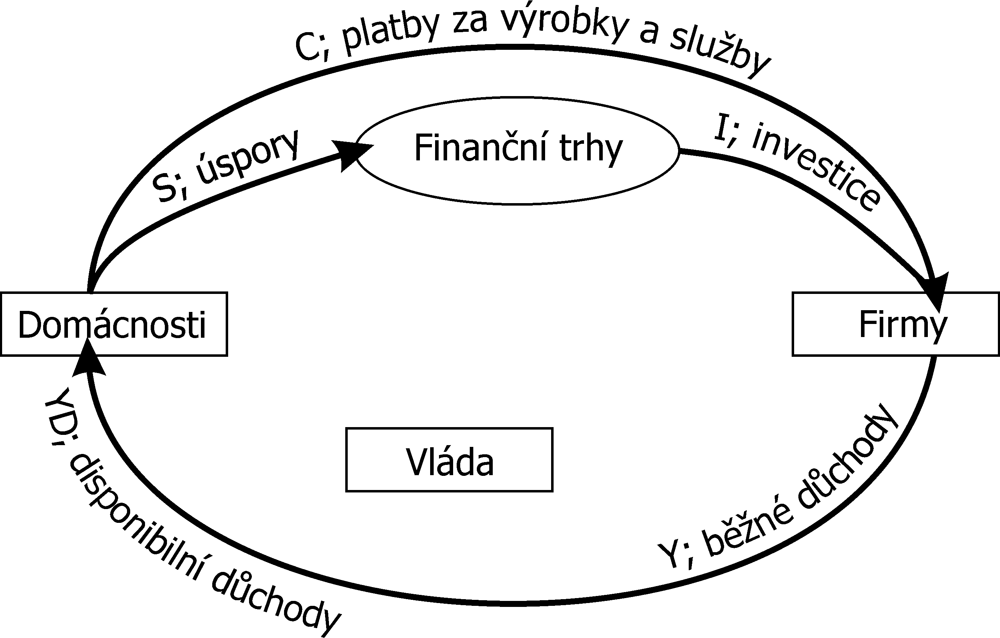 C; platby za výrobky a služby
Finanční trhy
S; úspory
I; investice
Domácnosti
Firmy
Vláda
YD; disponibilní důchody
Y; běžné důchody